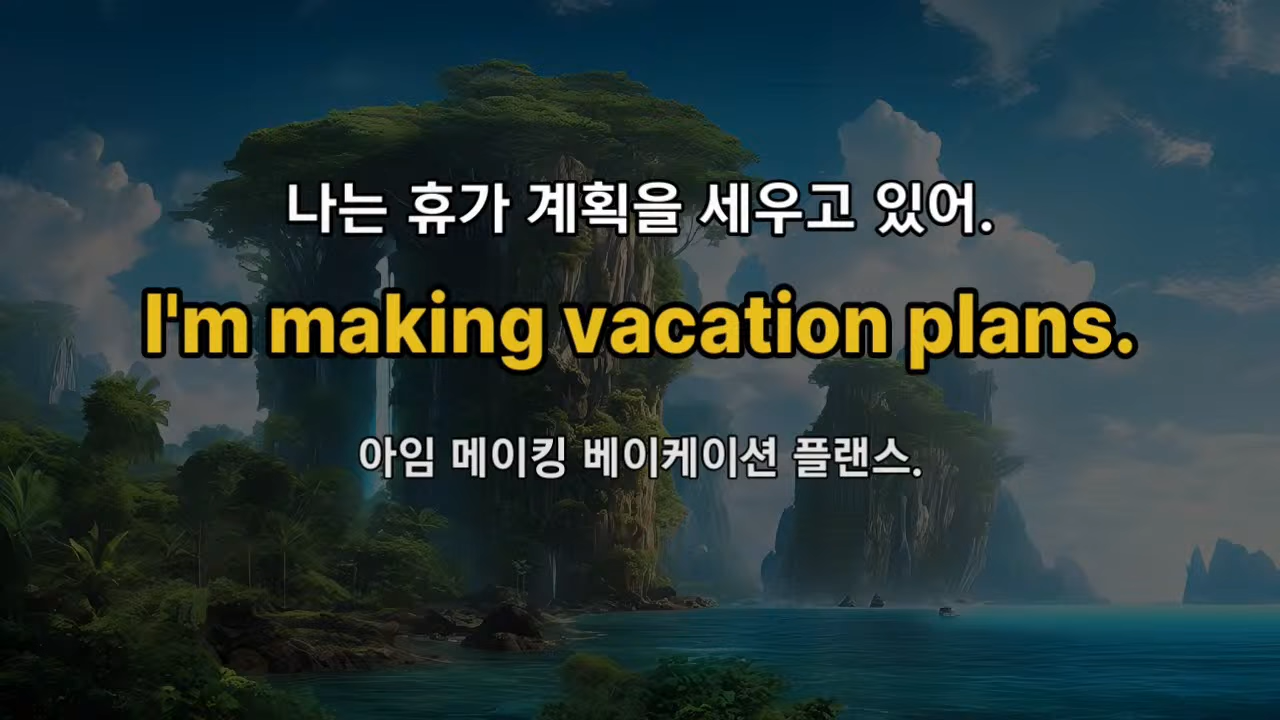 나는 휴가 계획을 세우고 있어.
I'm making vacation plans.
아임 메이킹 베이케이션 플랜스.